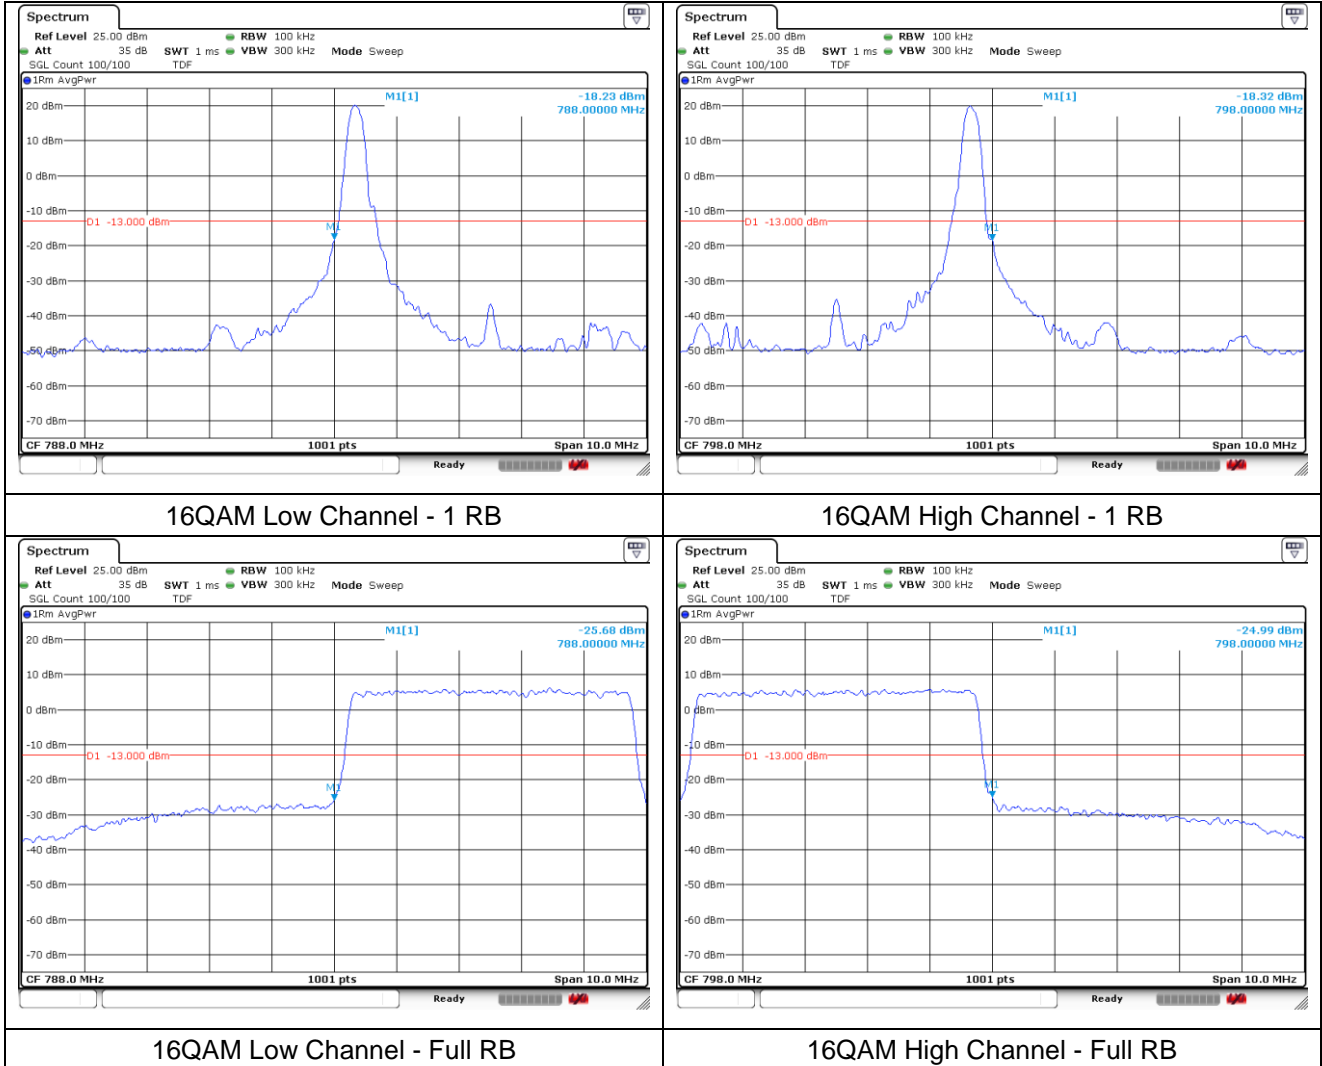 Spectrum
Ref Level 25.00 dBm RBW 100 kHz
Att 35 dB SWT 1 ms VBW 300 kHz Mode Sweep
SGL Count 100/100 TDF
1Rm AvgPwr
M1[1] -18.23 dBm
788.00000 MHz
20 dBm
10 dBm
0 dBm
-10 dBm
D1 -13.000 dBm
M1
-20 dBm
-30 dBm
-40 dBm
-50 dBm
-60 dBm
-70 dBm
CF 788.0 MHz 1001 pts Span 10.0 MHz
Ready
16QAM Low Channel - 1 RB
Spectrum
Ref Level 25.00 dBm RBW 100 kHz
Att 35 dB SWT 1 ms VBW 300 kHz Mode Sweep
SGL Count 100/100 TDF
1Rm AvgPwr
M1[1] -18.32 dBm
798.00000 MHz
20 dBm
10 dBm
0 dBm
-10 dBm
D1 -13.000 dBm
M1
-20 dBm
-30 dBm
-40 dBm
-50 dBm
-60 dBm
-70 dBm
CF 798.0 MHz 1001 pts Span 10.0 MHz
Ready
16QAM High Channel - 1 RB
Spectrum
Ref Level 25.00 dBm RBW 100 kHz
Att 35 dB SWT 1 ms VBW 300 kHz Mode Sweep
SGL Count 100/100 TDF
1Rm AvgPwr
M1[1] -25.68 dBm
788.00000 MHz
20 dBm
10 dBm
0 dBm
-10 dBm
D1 -13.000 dBm
-20 dBm
M1
-30 dBm
-40 dBm
-50 dBm
-60 dBm
-70 dBm
CF 788.0 MHz 1001 pts Span 10.0 MHz
Ready
16QAM Low Channel - Full RB
Spectrum
Ref Level 25.00 dBm RBW 100 kHz
Att 35 dB SWT 1 ms VBW 300 kHz Mode Sweep
SGL Count 100/100 TDF
1Rm AvgPwr
M1[1] -24.99 dBm
798.00000 MHz
20 dBm
10 dBm
0 dBm
-10 dBm
D1 -13.000 dBm
-20 dBm
M1
-30 dBm
-40 dBm
-50 dBm
-60 dBm
-70 dBm
CF 798.0 MHz 1001 pts Span 10.0 MHz
Ready
16QAM High Channel - Full RB